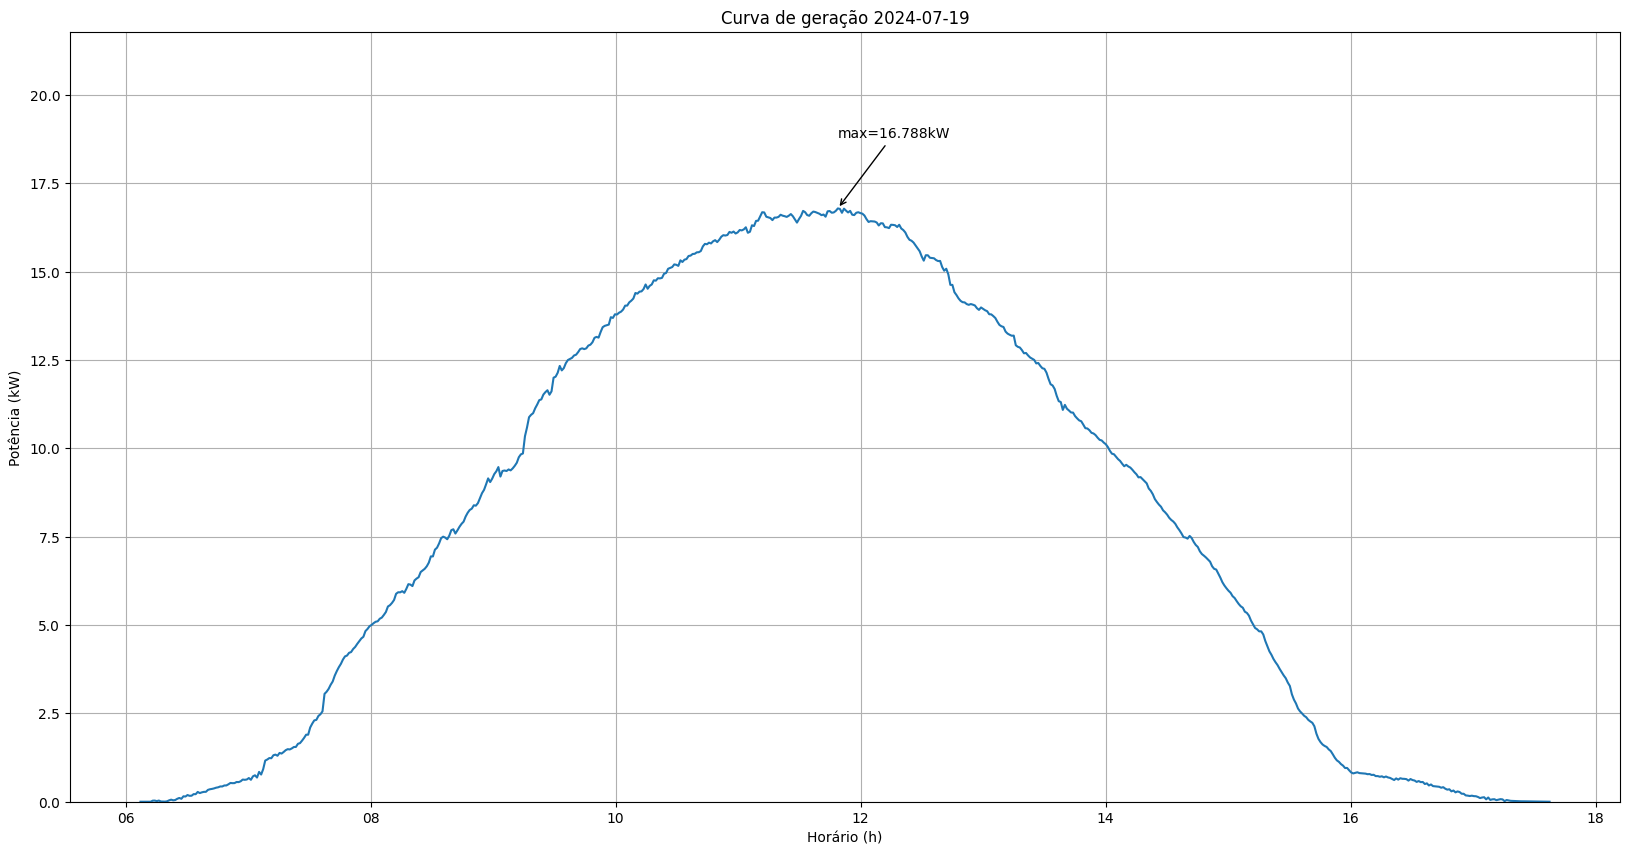 Curva de geração 2024-07-19
max=16.788kW
Potência (kW)
20.0
17.5
15.0
12.5
10.0
7.5
5.0
2.5
0.0
06 08 10 12 14 16 18
Horário (h)